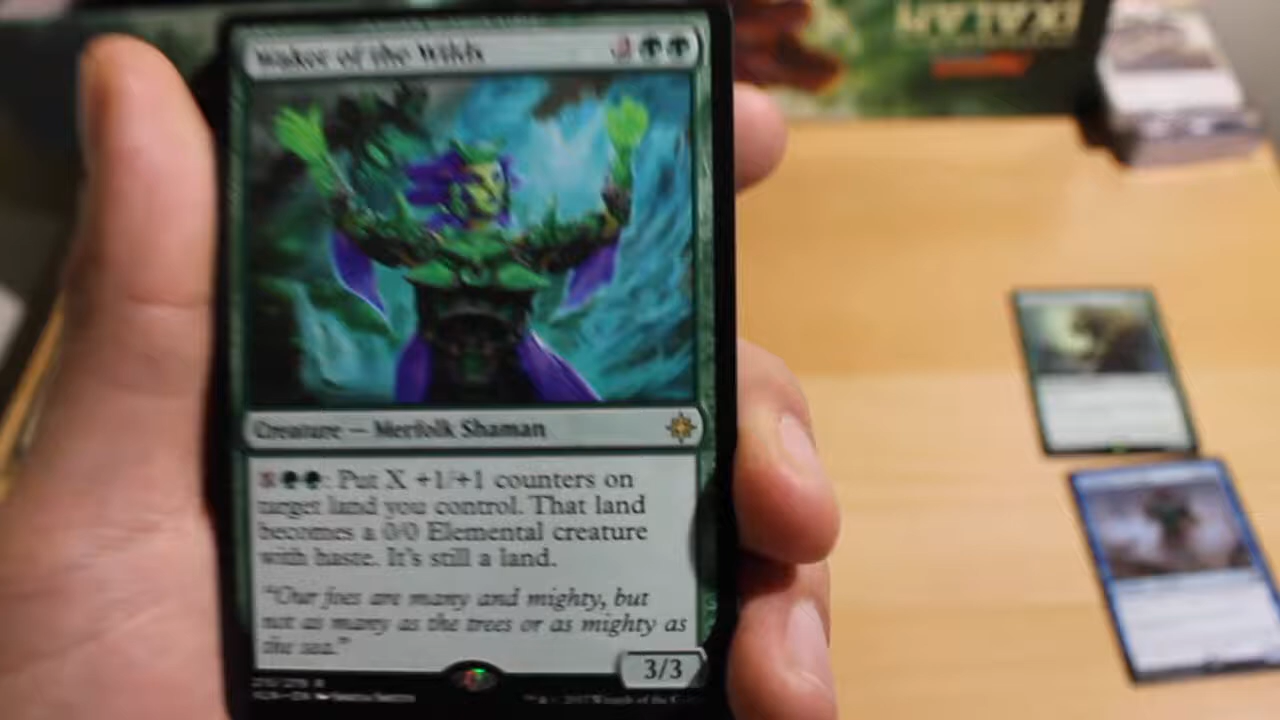 Waker of the Wilds
Creature — Merfolk Shaman
X: Put X +1/+1 counters on
target land you control. That land
becomes a 0/0 Elemental creature
with haste. It's still a land.
"Our foes are many and mighty, but
not as many as the trees or as mighty as
the sea."
3/3
IXALAN